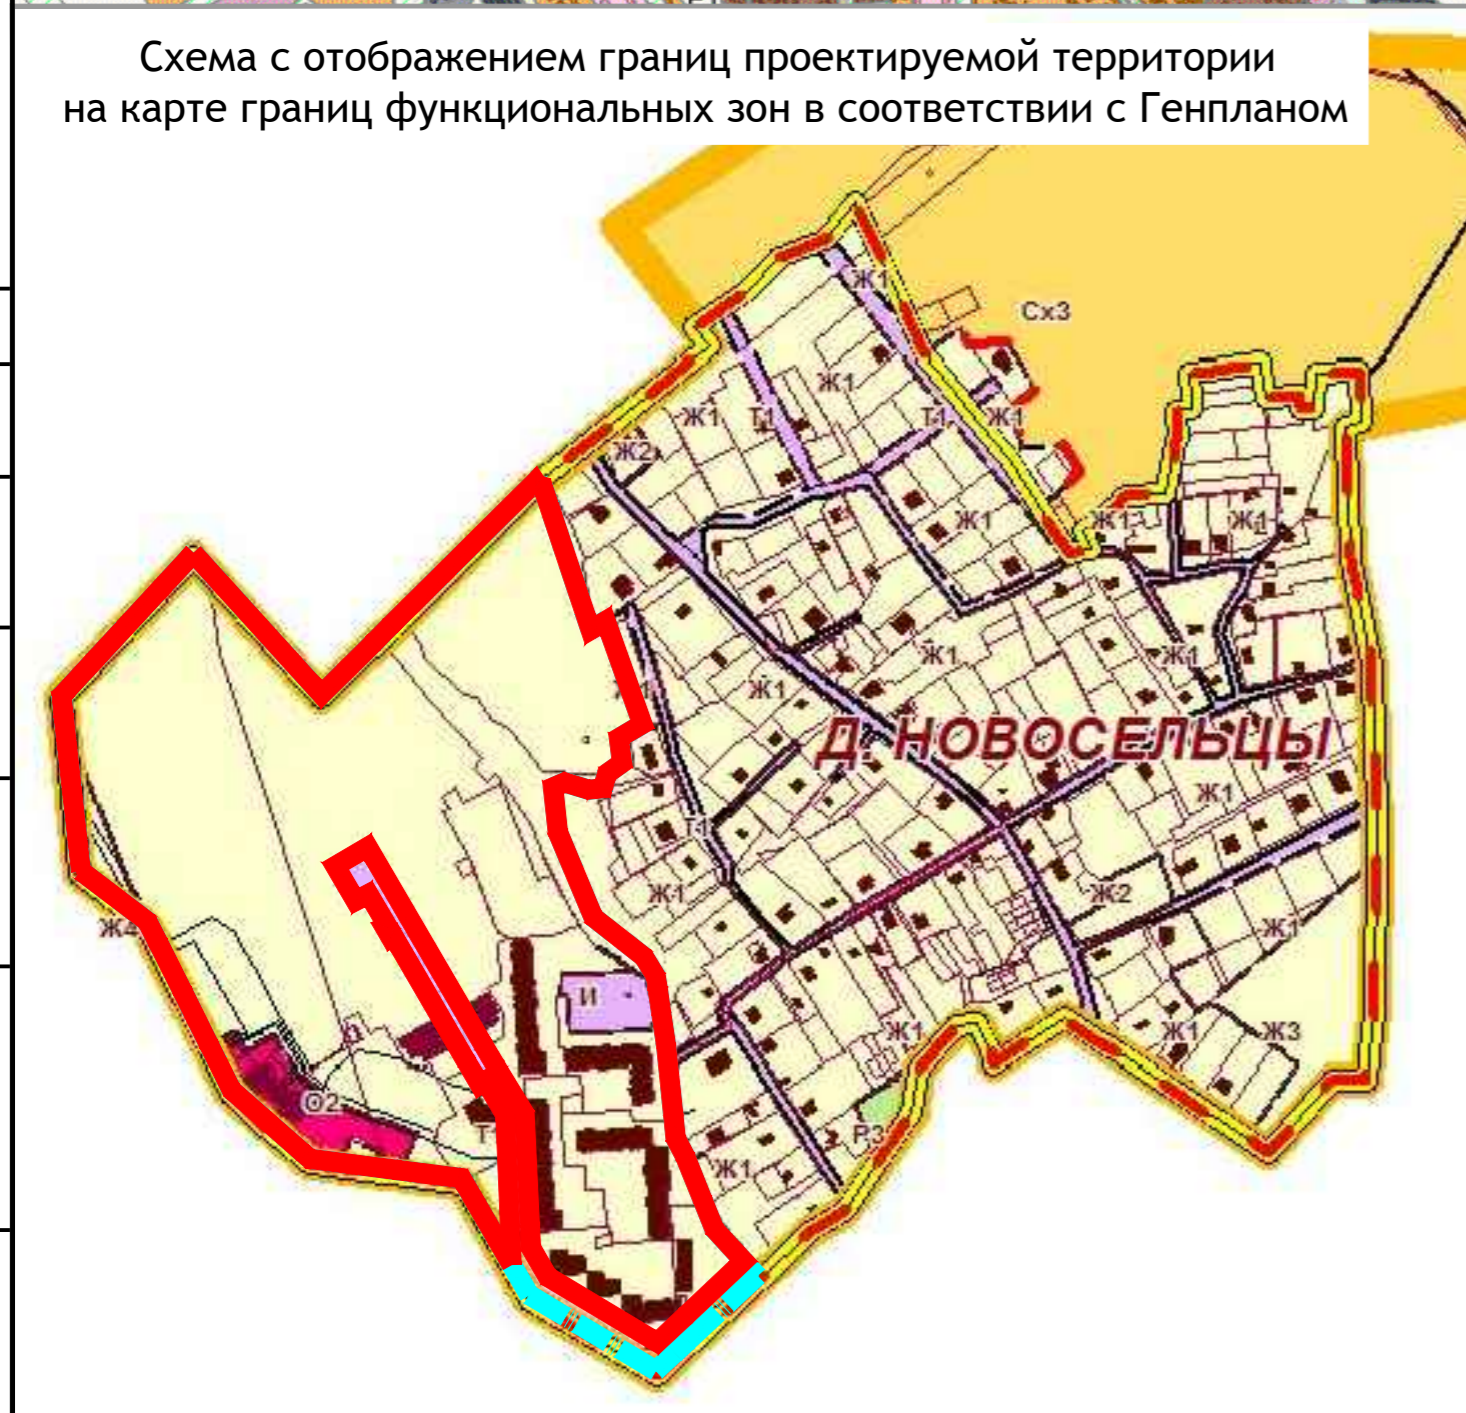 Схема с отображением границ проектируемой территории
на карте границ функциональных зон в соответствии с Генпланом
Ж1
Сх3
Ж1
Ж1
Т1
Т1
Ж1
Ж2
Ж1
Ж1
Ж1
Ж1
Ж1
Ж1
Д. НОВОСЕЛЬЦЫ
Ж1
Т1
Ж1
Ж2
Ж4
Ж1
И
Ж1
Ж1
Ж3
О2
Р3
Ж1